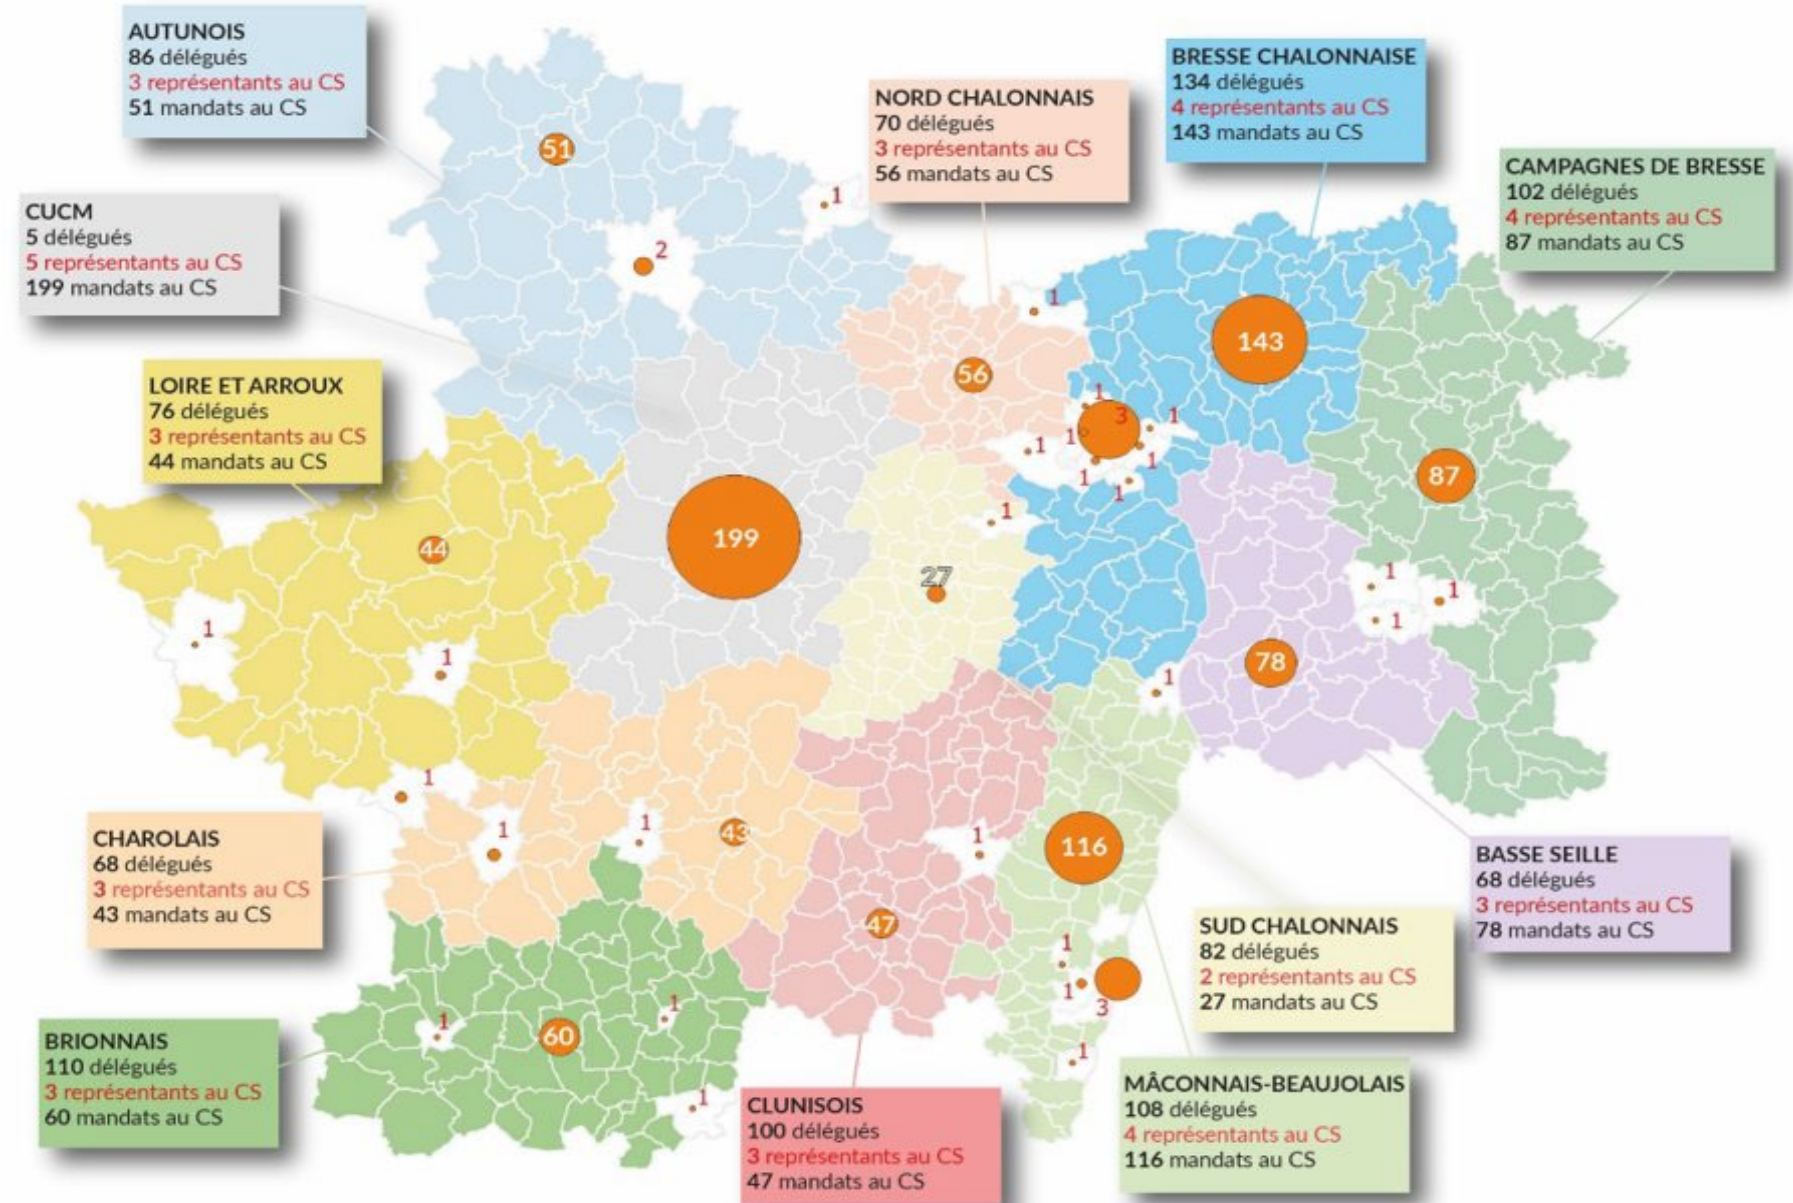 AUTUNOIS
86 délégués
3 représentants au CS
51 mandats au CS
BRESSE CHALONNAISE
134 délégués
4 représentants au CS
143 mandats au CS
NORD CHALONNAIS
70 délégués
3 représentants au CS
56 mandats au CS
CAMPAGNES DE BRESSE
102 délégués
4 représentants au CS
87 mandats au CS
CUCM
5 délégués
5 représentants au CS
199 mandats au CS
LOIRE ET ARROUX
76 délégués
3 représentants au CS
44 mandats au CS
51
1
2
1
143
56
1
3
1
1
1
1
1
1
87
1
199
44
27
1
1
1
1
1
78
1
1
1
1
43
1
116
47
1
1
3
1
1
1
60
1
CHAROLAIS
68 délégués
3 représentants au CS
43 mandats au CS
BASSE SEILLE
68 délégués
3 représentants au CS
78 mandats au CS
SUD CHALONNAIS
82 délégués
2 représentants au CS
27 mandats au CS
BRIONNAIS
110 délégués
3 représentants au CS
60 mandats au CS
MÂCONNAIS-BEAUJOLAIS
108 délégués
4 représentants au CS
116 mandats au CS
CLUNISOIS
100 délégués
3 représentants au CS
47 mandats au CS